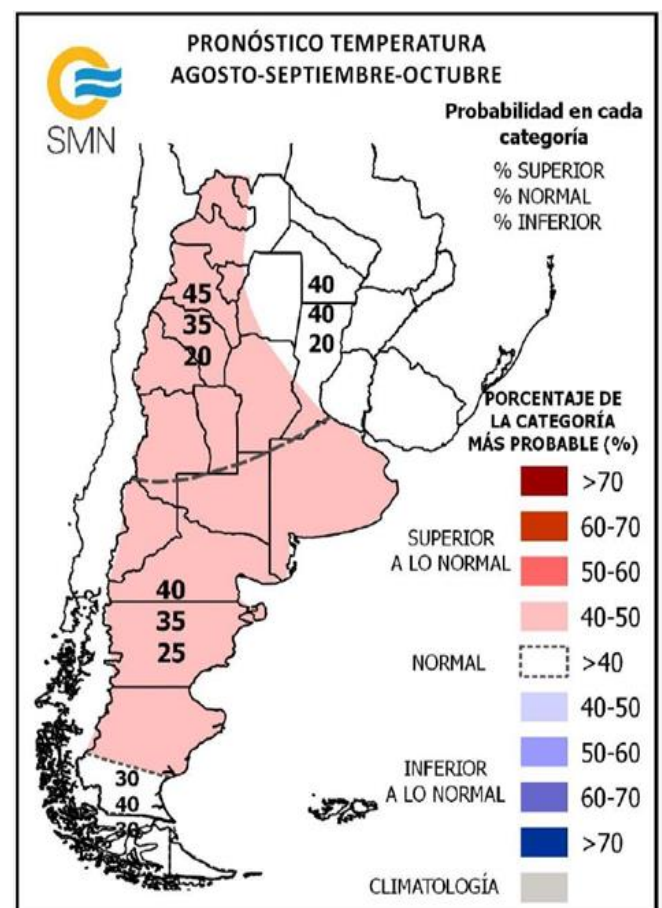 PRONÓSTICO TEMPERATURA
AGOSTO-SEPTIEMBRE-OCTUBRE
SMN
Probabilidad en cada
categoría
% SUPERIOR
% NORMAL
% INFERIOR
45
35
20
40
40
20
40
35
25
30
40
30
PORCENTAJE DE
LA CATEGORÍA
MÁS PROBABLE (%)
SUPERIOR
A LO NORMAL
>70
60-70
50-60
40-50
NORMAL
>40
INFERIOR
A LO NORMAL
40-50
50-60
60-70
>70
CLIMATOLOGÍA